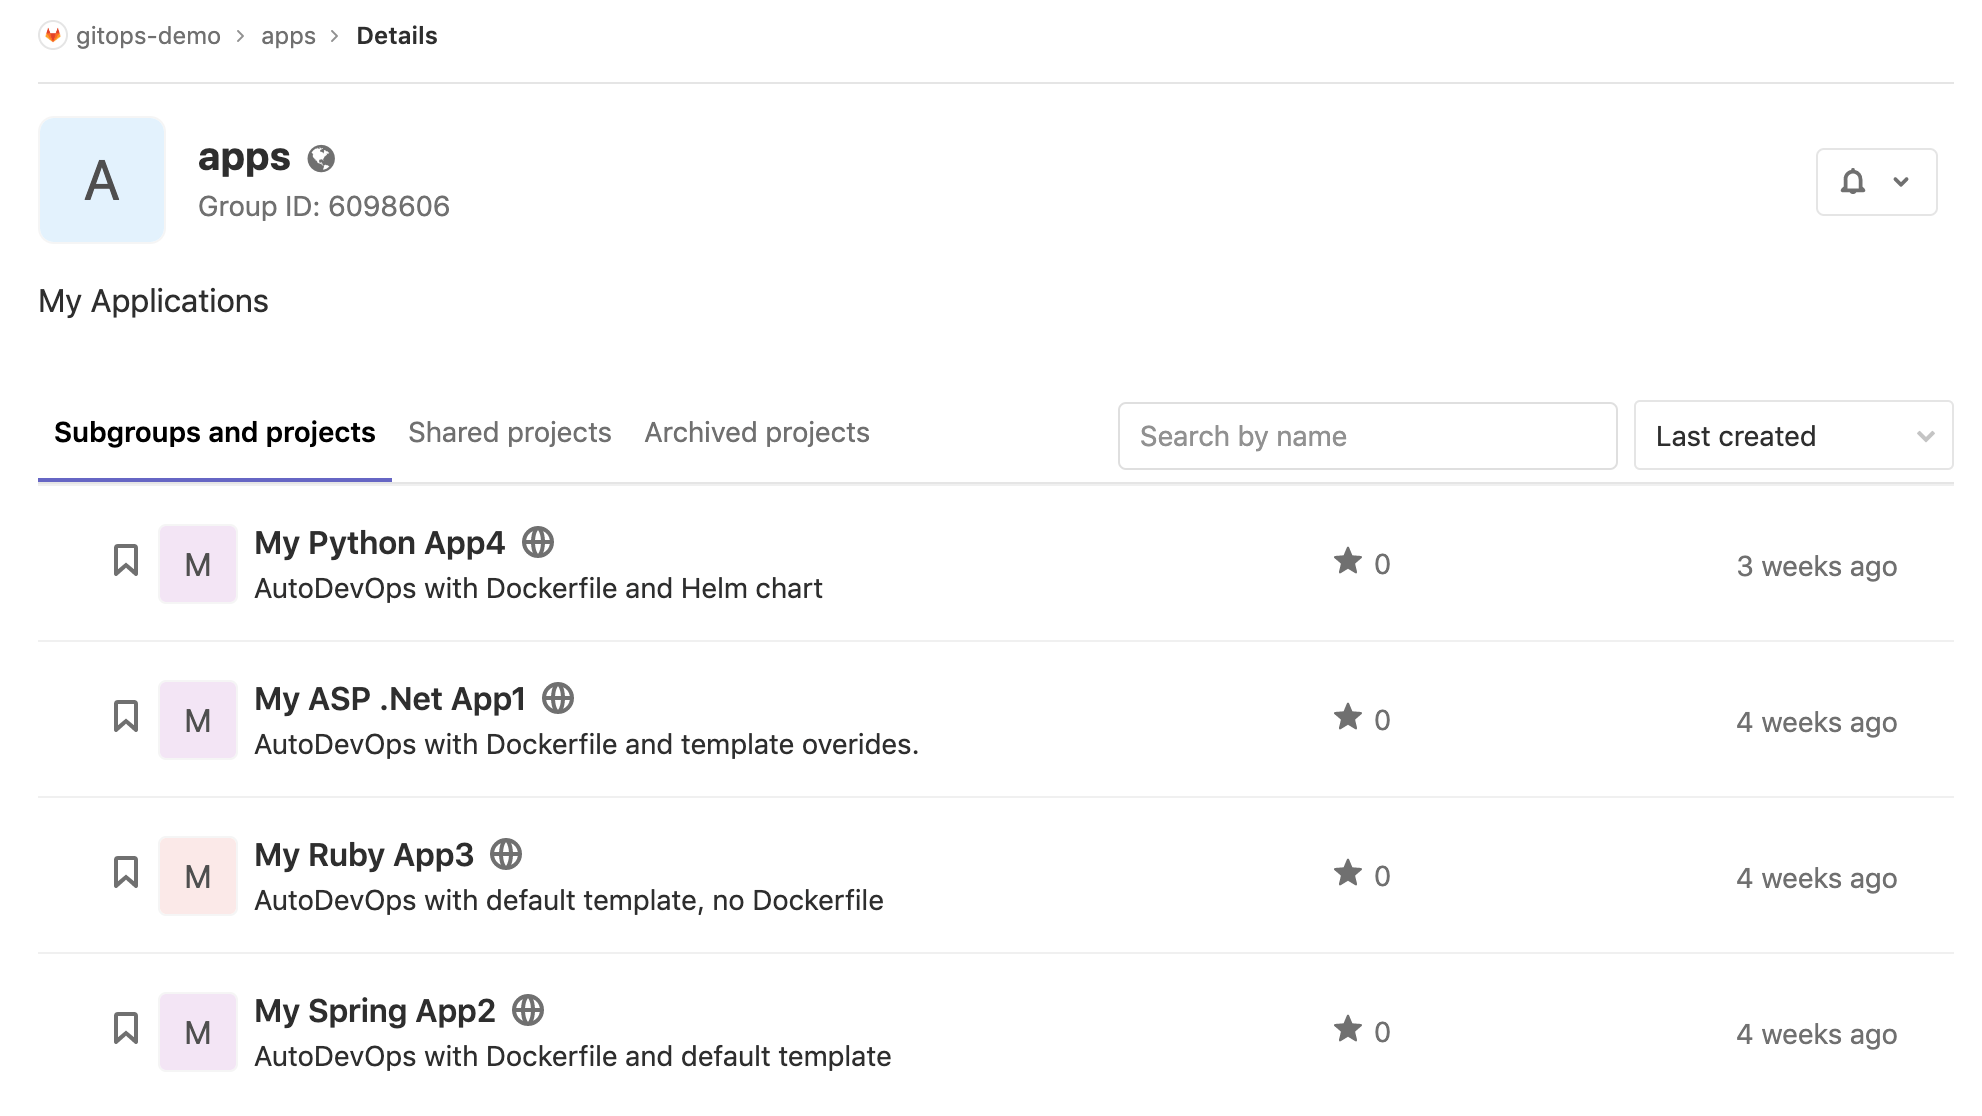 gitops-demo > apps > Details
A
apps
Group ID: 6098606
My Applications
Subgroups and projects Shared projects Archived projects Search by name Last created
M
My Python App4
AutoDevOps with Dockerfile and Helm chart
0
3 weeks ago
M
My ASP .Net App1
AutoDevOps with Dockerfile and template overides.
0
4 weeks ago
M
My Ruby App3
AutoDevOps with default template, no Dockerfile
0
4 weeks ago
M
My Spring App2
AutoDevOps with Dockerfile and default template
0
4 weeks ago